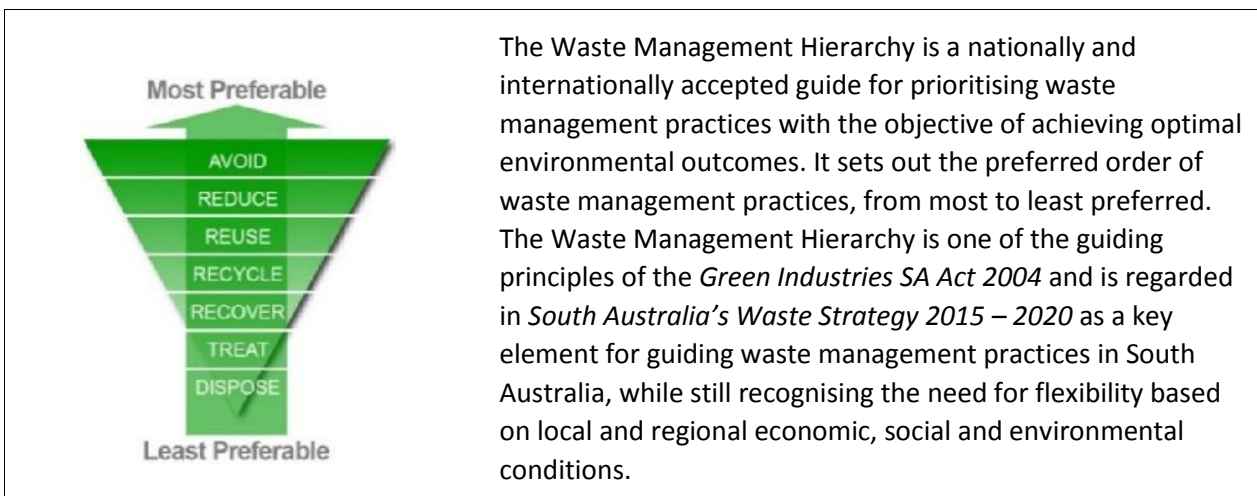 Most Preferable
AVOID
REDUCE
REUSE
RECYCLE
RECOVER
TREAT
DISPOSE
Least Preferable
The Waste Management Hierarchy is a nationally and
internationally accepted guide for prioritising waste
management practices with the objective of achieving optimal
environmental outcomes. It sets out the preferred order of
waste management practices, from most to least preferred.
The Waste Management Hierarchy is one of the guiding
principles of the Green Industries SA Act 2004 and is regarded
in South Australia’s Waste Strategy 2015 – 2020 as a key
element for guiding waste management practices in South
Australia, while still recognising the need for flexibility based
on local and regional economic, social and environmental
conditions.